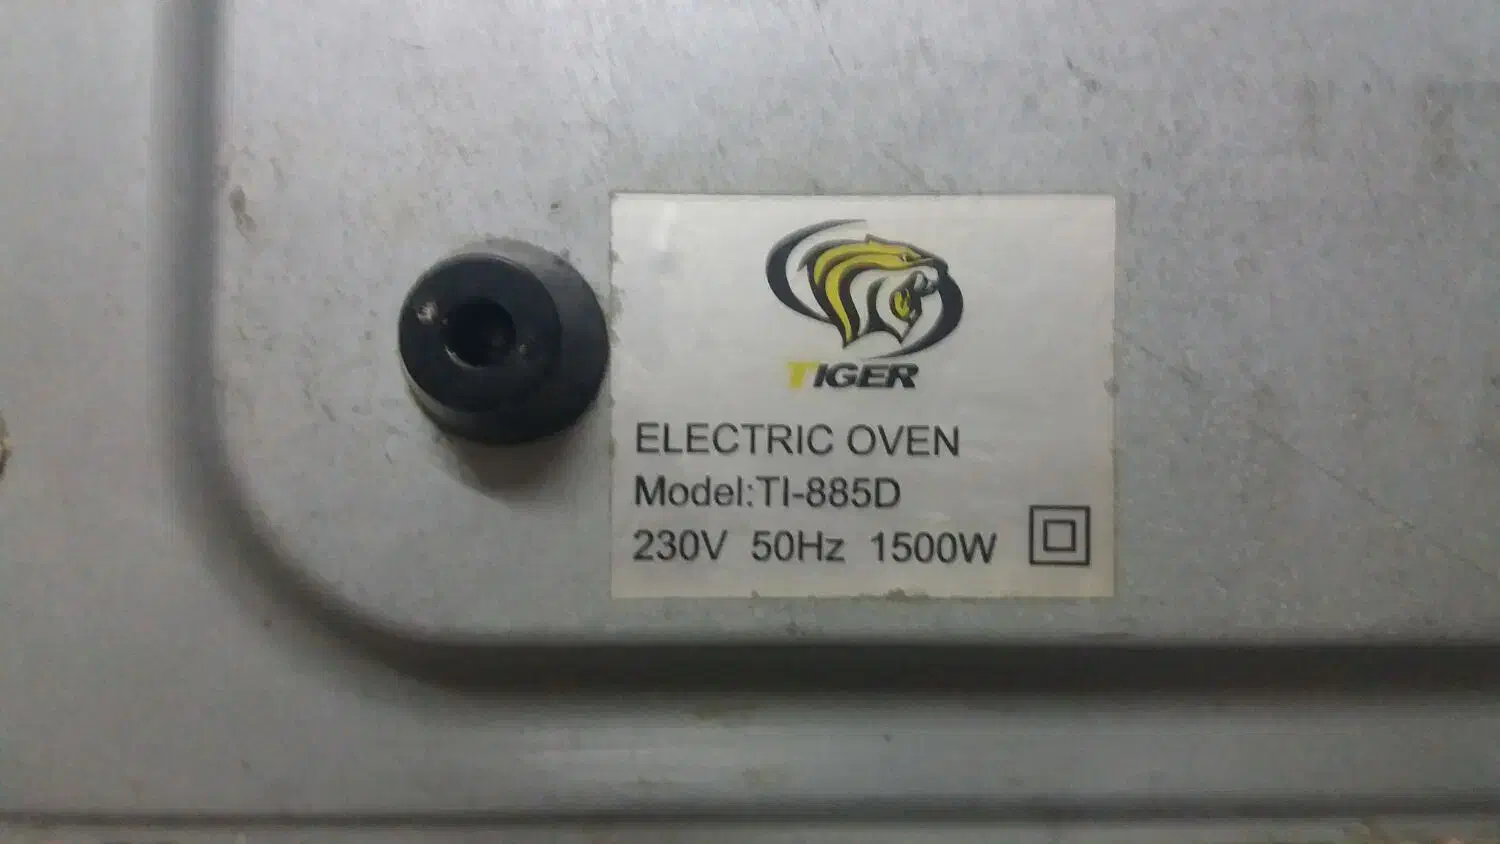 TIGER
ELECTRIC OVEN
Model:TI-885D
230V 50Hz 1500W